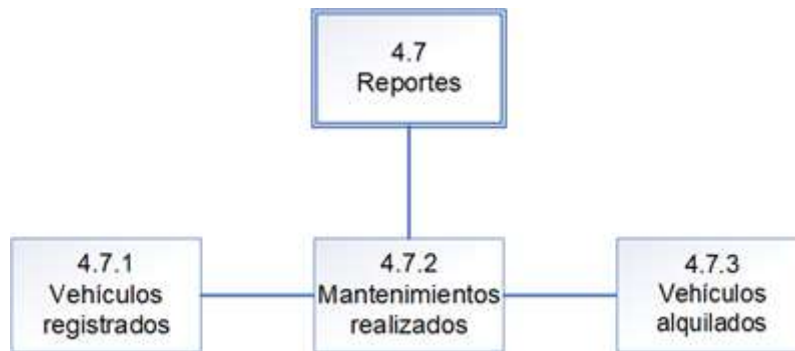 4.7
Reportes
4.7.1
Vehículos
registrados
4.7.2
Mantenimientos
realizados
4.7.3
Vehículos
alquilados